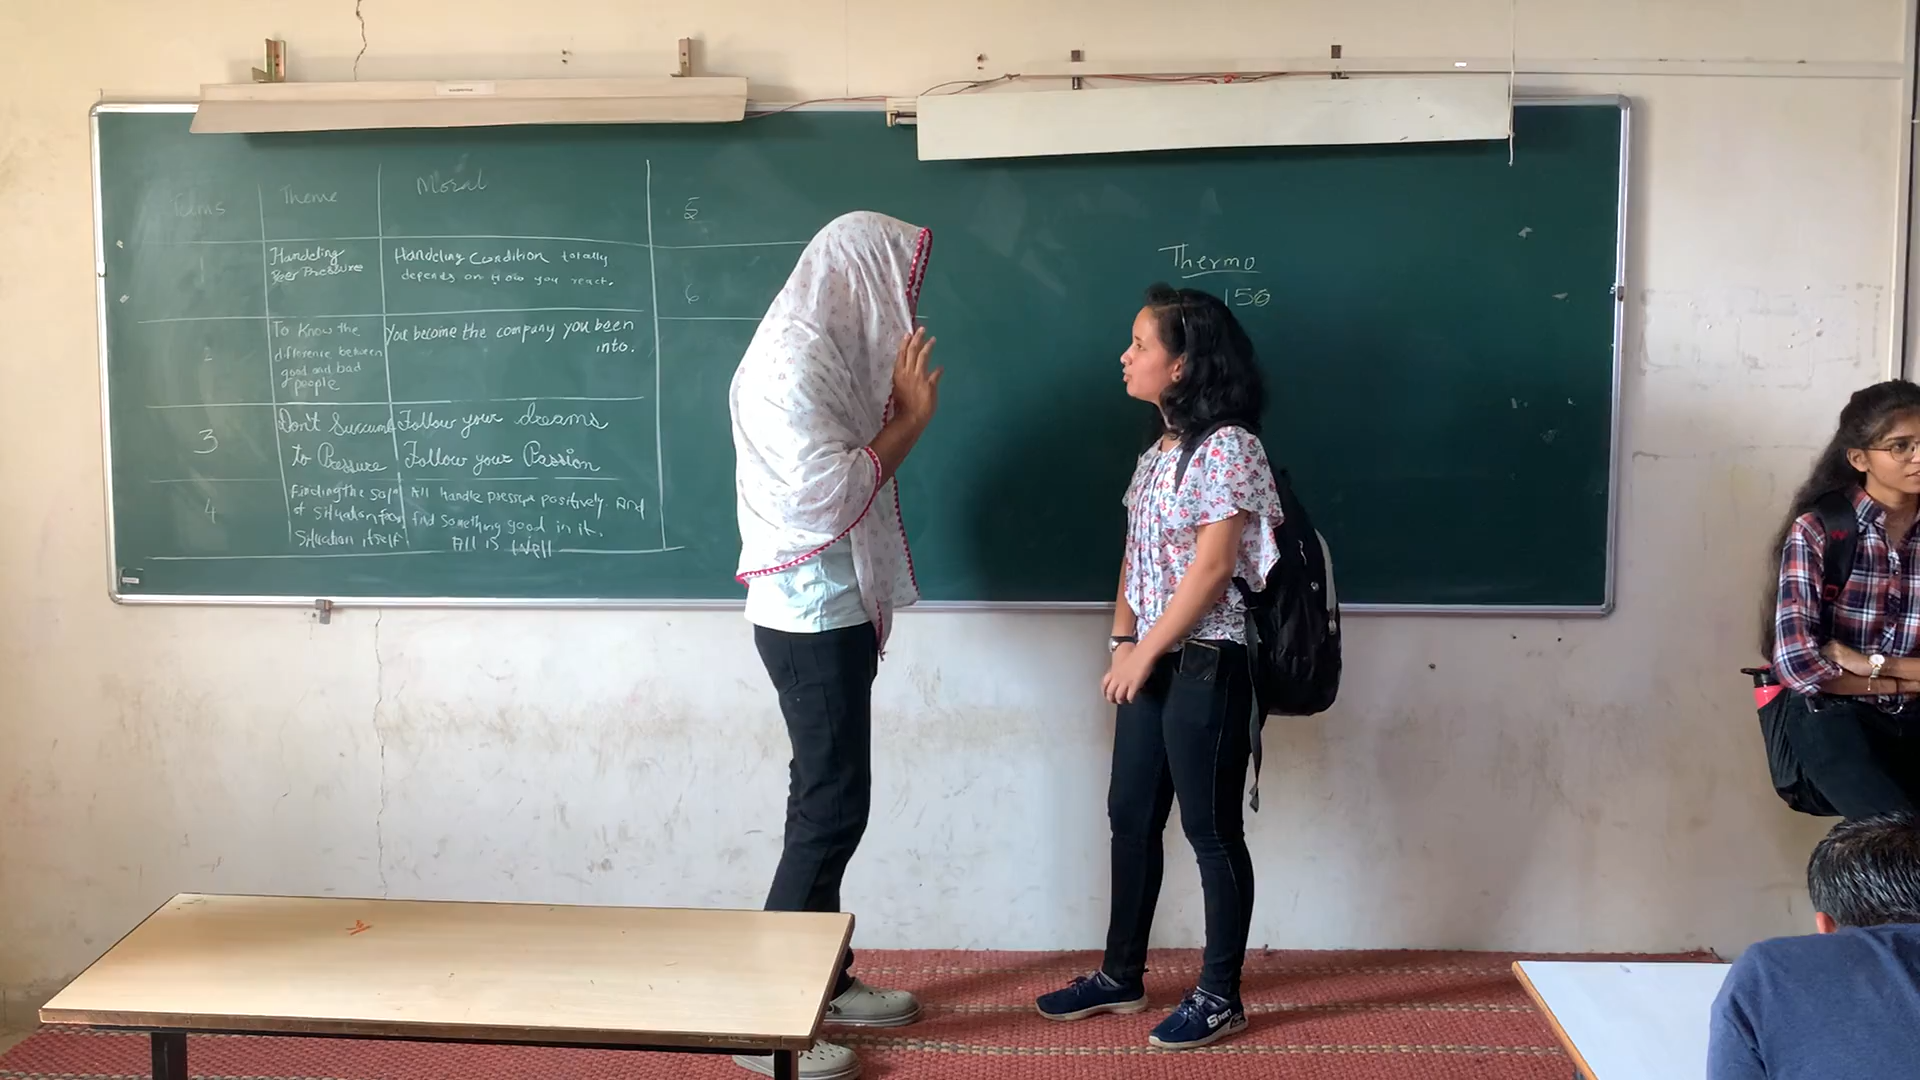 Teams Theme Moral
1
Handeling
Peer Pressure
Handeling Condition totally
depends on How you react.
2
To Know the
difference between
good and bad
people
You become the company you been
into.
3
Don't Succumb
to Pressure
Follow your dreams
Follow your Passion
4
Finding the
of Situation
Situation itself
All handle pressure positively. And
find something good in it.
All is Well
5
6
Thermo
150